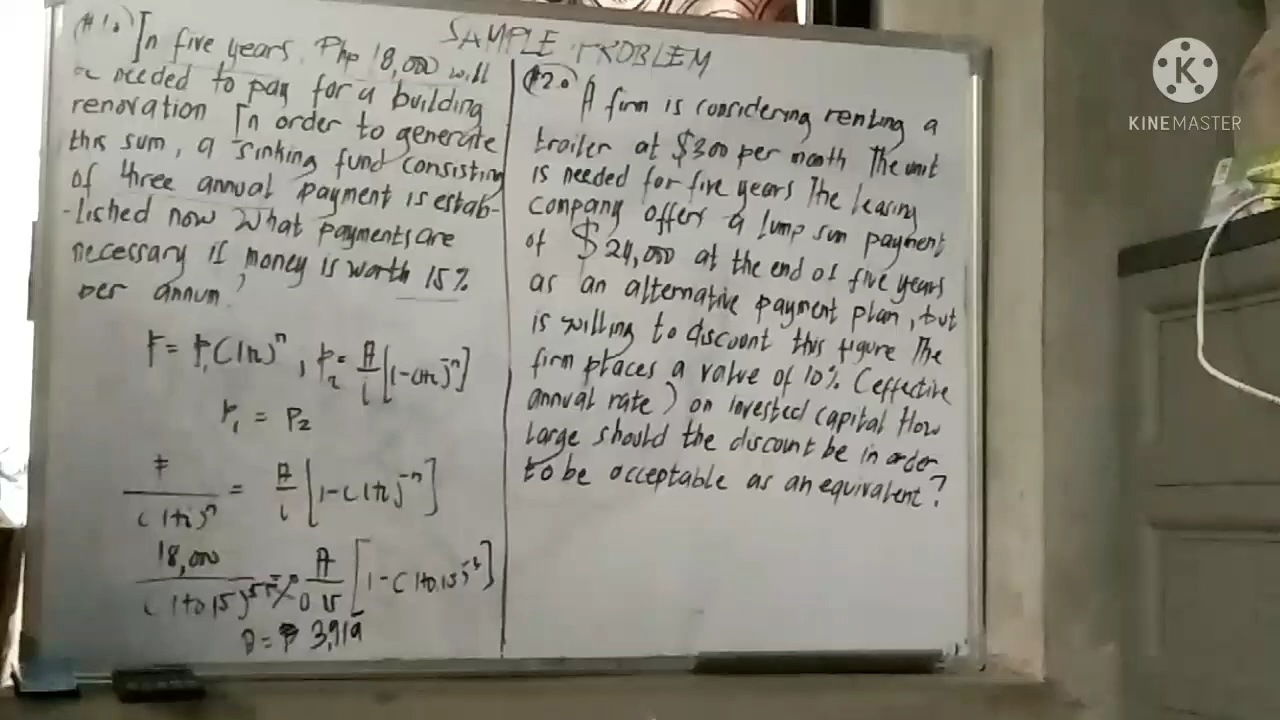 SAMPLE PROBLEM
#1. In five years, Php 18,000 will
needed to pay for a building
renovation In order to generate
this sum, a sinking fund consisting
of three annual payment is estab-
-lished now What payments are
necessary if money is worth 15%
per annum?
F = P₁(1+i)ⁿ, P₂ = A/i [1-(1+i)⁻ⁿ]
P₁ = P₂
F/(1+i)ⁿ = A/i [1-(1+i)⁻ⁿ]
18,000/(1+0.15)⁵ = A/0.15 [1-(1+0.15)⁻³]
3,919
#2. A firm is considering renting a
trailer at $300 per month The unit
is needed for five years The leasing
company offers a lump sum payment
of $24,000 at the end of five years
as an alternative payment plan, but
is willing to discount this figure The
firm places a value of 10% (effective
annual rate) on invested capital How
large should the discount be in order
to be acceptable as an equivalent?
K
KINEMASTER